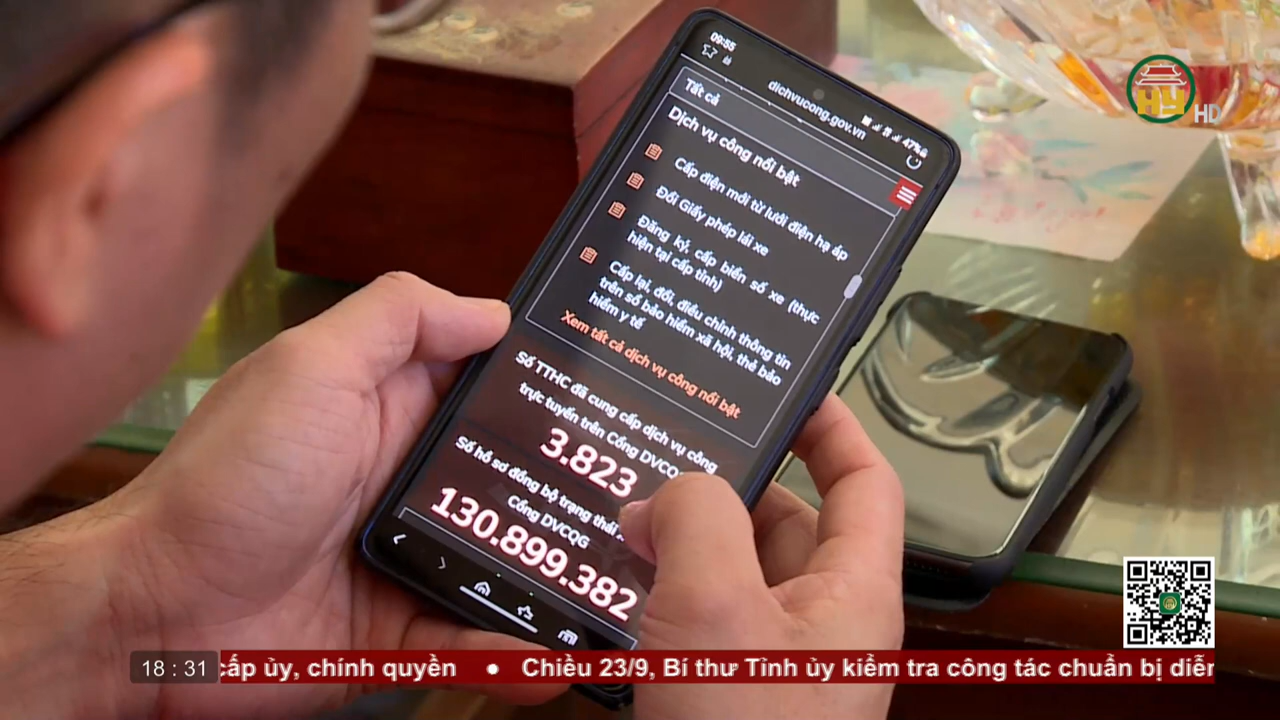 09:55
47%
dichvucong.gov.vn
Tất cả
Dịch vụ công nổi bật
Cấp điện mới từ lưới điện hạ áp
Đổi Giấy phép lái xe
Đăng ký, cấp biển số xe (thực
hiện tại cấp tỉnh)
Cấp lại, đổi, điều chỉnh thông tin
trên sổ bảo hiểm xã hội, thẻ bảo
hiểm y tế
Xem tất cả dịch vụ công nổi bật
Số TTHC đã cung cấp dịch vụ công
trực tuyến trên Cổng DVCQ
3.823
Số hồ sơ đồng bộ trạng thái
Cổng DVCQG
130.899.382
HY HD
18 : 31
cấp ủy, chính quyền • Chiều 23/9, Bí thư Tỉnh ủy kiểm tra công tác chuẩn bị diễn